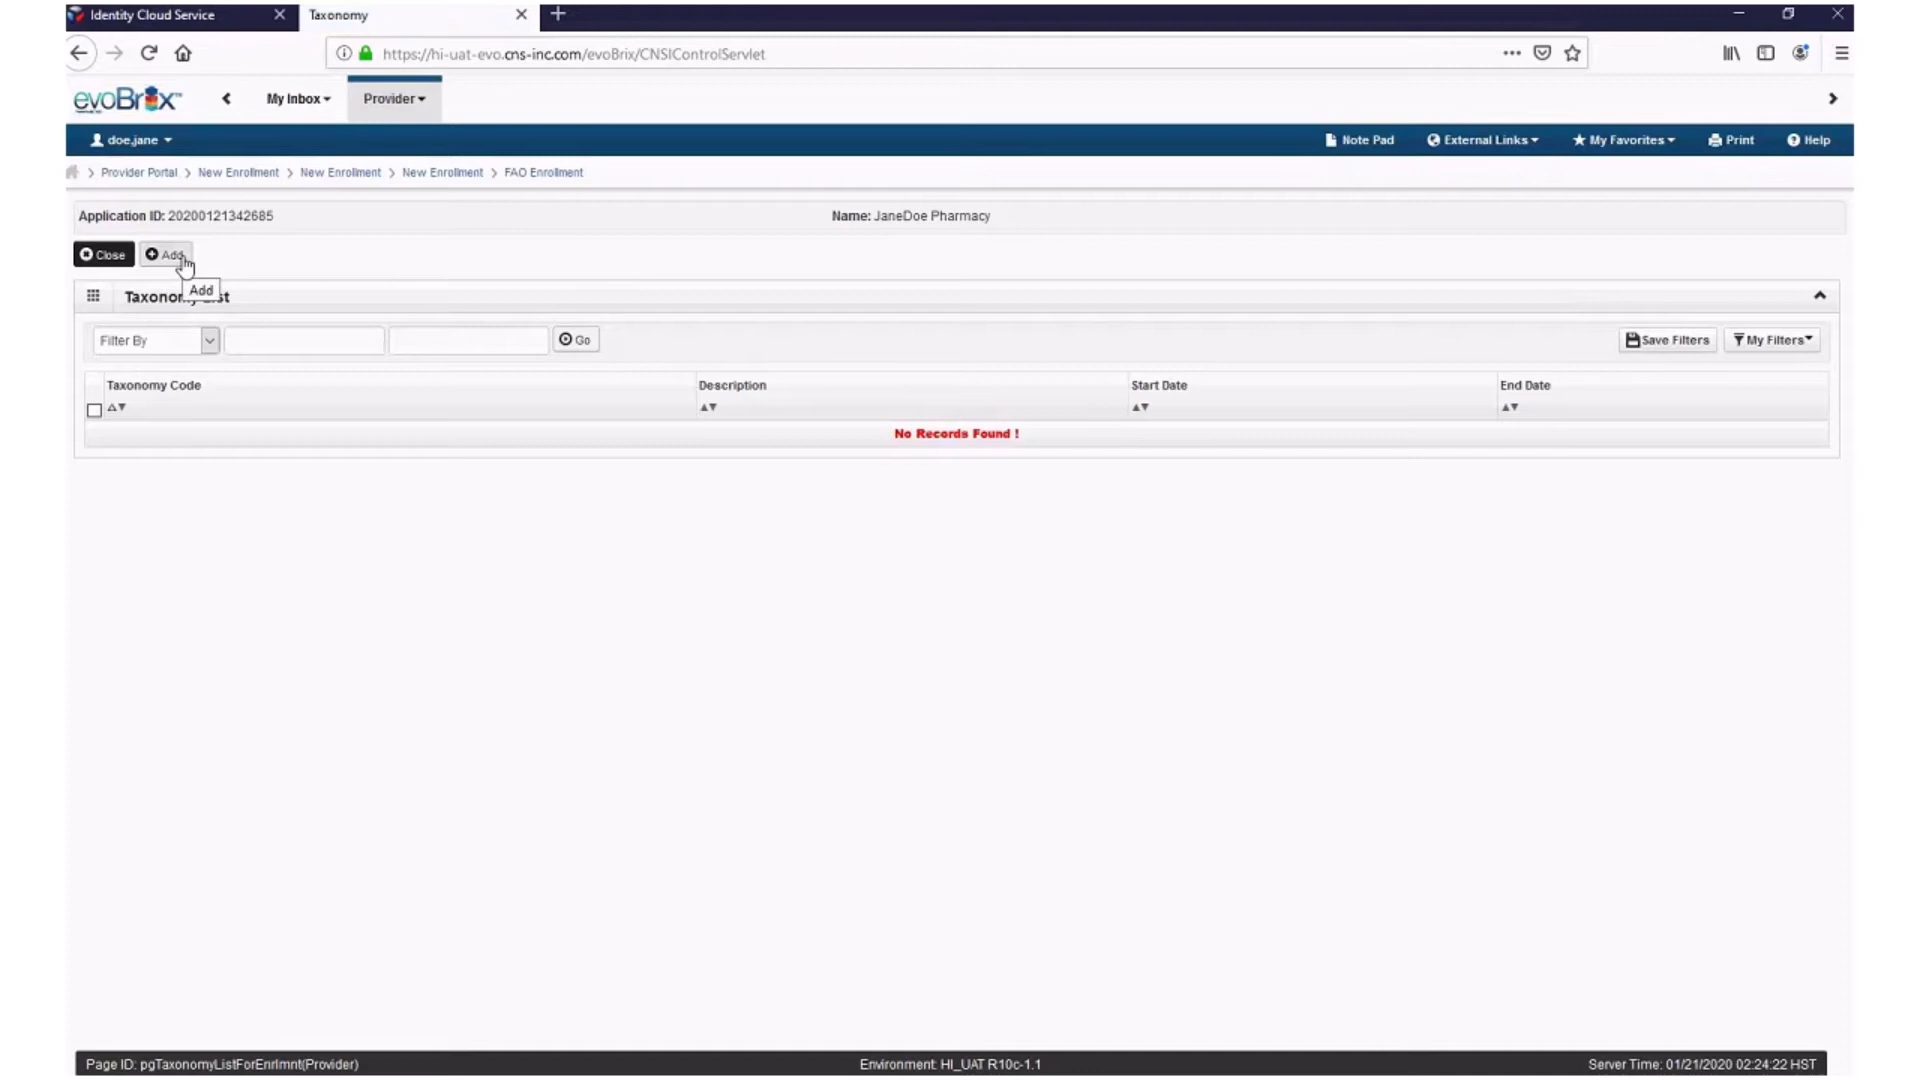 Identity Cloud Service
Taxonomy
https://hi-uat-evo.cns-inc.com/evoBrix/CNSIControlServlet
evoBrix™
My Inbox
Provider
doe,jane
Note Pad
External Links
My Favorites
Print
Help
Provider Portal > New Enrollment > New Enrollment > New Enrollment > FAO Enrollment
Application ID: 20200121342685
Name: JaneDoe Pharmacy
Close
Add
Add
Taxonomy List
Filter By
Go
Save Filters
My Filters
Taxonomy Code
Description
Start Date
End Date
No Records Found !
Page ID: pgTaxonomyListForEnrlmnt(Provider)
Environment: HI_UAT R10c-1.1
Server Time: 01/21/2020 02:24:22 HST